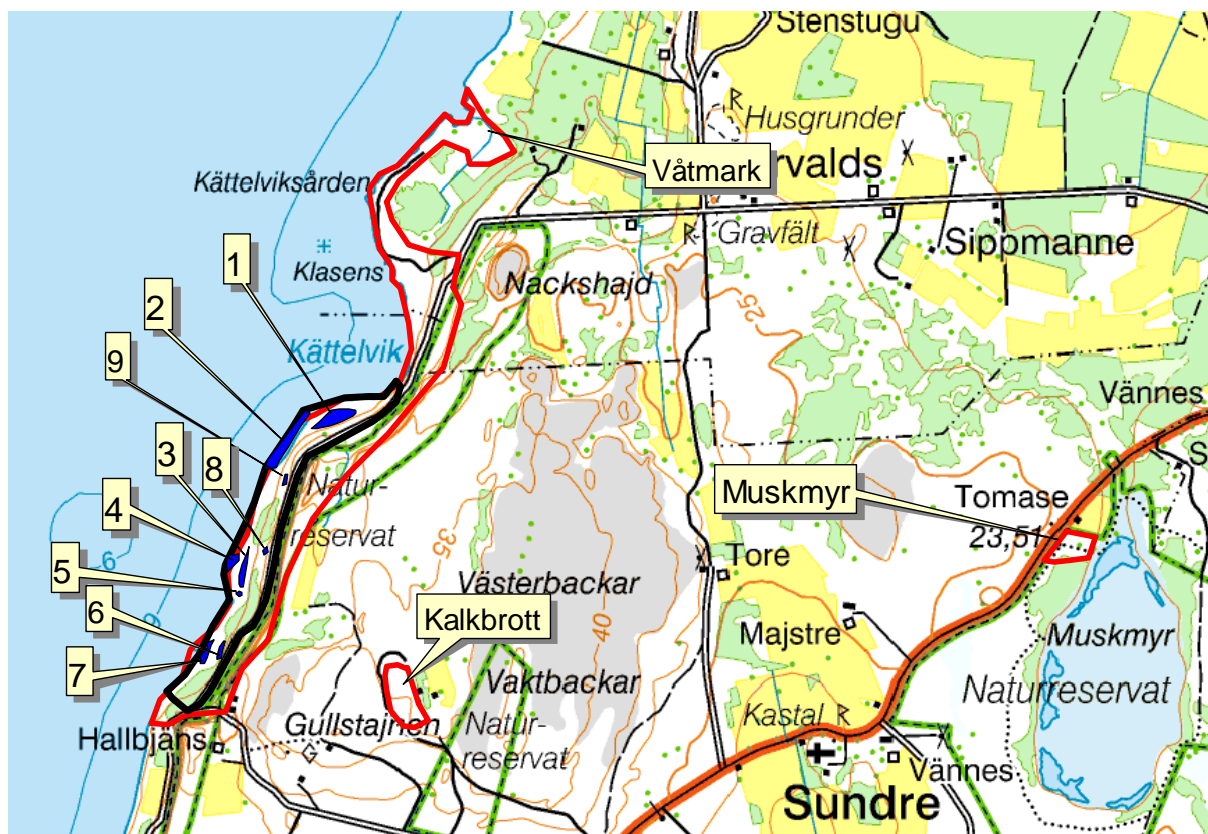 Stenstugu
R
Husgrunder
Våtmark
rvalds
Kättelviksården
R
Gravfält
Sippmanne
1
Klasens
Nackshajd
2
25
9
Kättelvik
Vännes
3
8
S
Natur-
reservat
Muskmyr
Tomase
4
23,51
35
6
5
Västerbackar
Tore
9
6
Kalkbrott
40
Majstre
Muskmyr
7
Vaktbackar
Naturreservat
Gullstajnen
Natur-
reservat
Kastal R
Hallbjäns
G
Vännes
Sundre